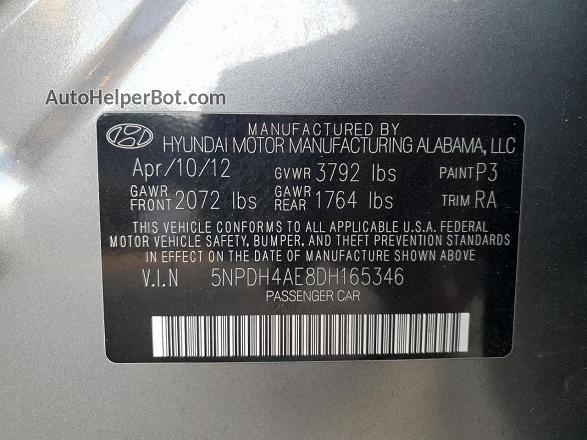 AutoHelperBot.com
MANUFACTURED BY
HYUNDAI MOTOR MANUFACTURING ALABAMA, LLC
Apr/10/12 GVWR 3792 lbs PAINT P3
GAWR FRONT 2072 lbs GAWR REAR 1764 lbs TRIM RA
THIS VEHICLE CONFORMS TO ALL APPLICABLE U.S.A. FEDERAL
MOTOR VEHICLE SAFETY, BUMPER, AND THEFT PREVENTION STANDARDS
IN EFFECT ON THE DATE OF MANUFACTURE SHOWN ABOVE
V.I.N 5NPDH4AE8DH165346
PASSENGER CAR